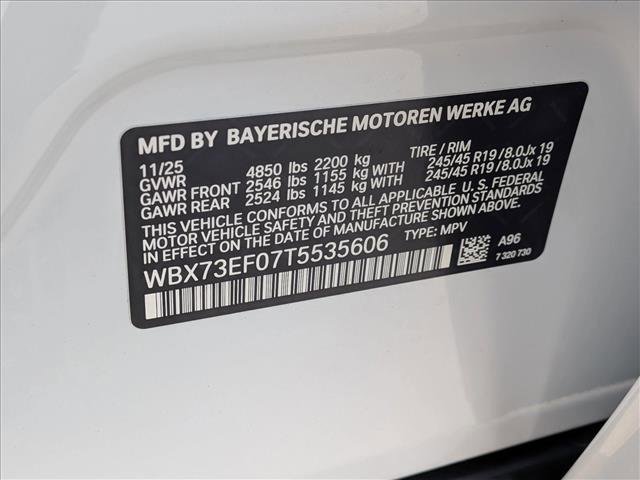 MFD BY BAYERISCHE MOTOREN WERKE AG
11/25 TIRE / RIM
GVWR 4850 lbs 2200 kg
GAWR FRONT 2546 lbs 1155 kg WITH 245/45 R19 / 8.0Jx 19
GAWR REAR 2524 lbs 1145 kg WITH 245/45 R19 / 8.0Jx 19
THIS VEHICLE CONFORMS TO ALL APPLICABLE U. S. FEDERAL
MOTOR VEHICLE SAFETY AND THEFT PREVENTION STANDARDS
IN EFFECT ON THE DATE OF MANUFACTURE SHOWN ABOVE.
WBX73EF07T5535606 TYPE: MPV
A96
7 320 730